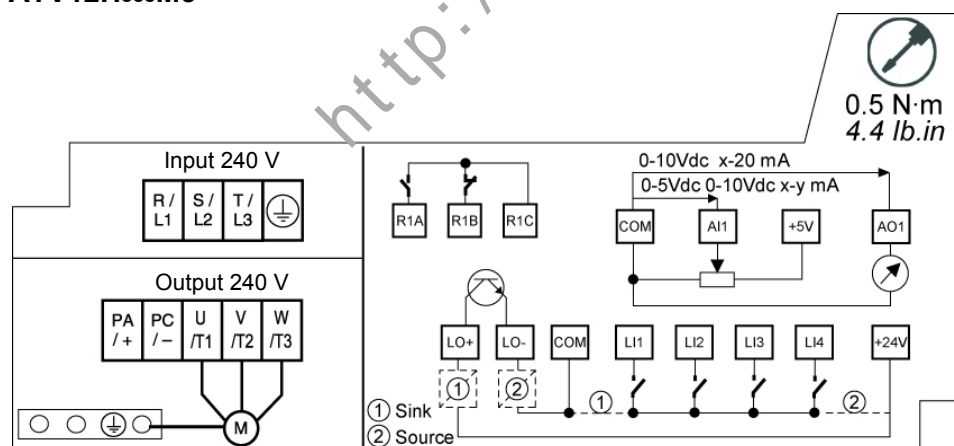 http:/
0.5 N·m
4.4 lb.in
Input 240 V
R / L1
S / L2
T / L3
Output 240 V
PA / +
PC / –
U /T1
V /T2
W /T3
M
R1A
R1B
R1C
0-10Vdc x-20 mA
0-5Vdc 0-10Vdc x-y mA
COM
AI1
+5V
AO1
LO+
LO-
COM
LI1
LI2
LI3
LI4
+24V
1
2
1
2
1 Sink
2 Source